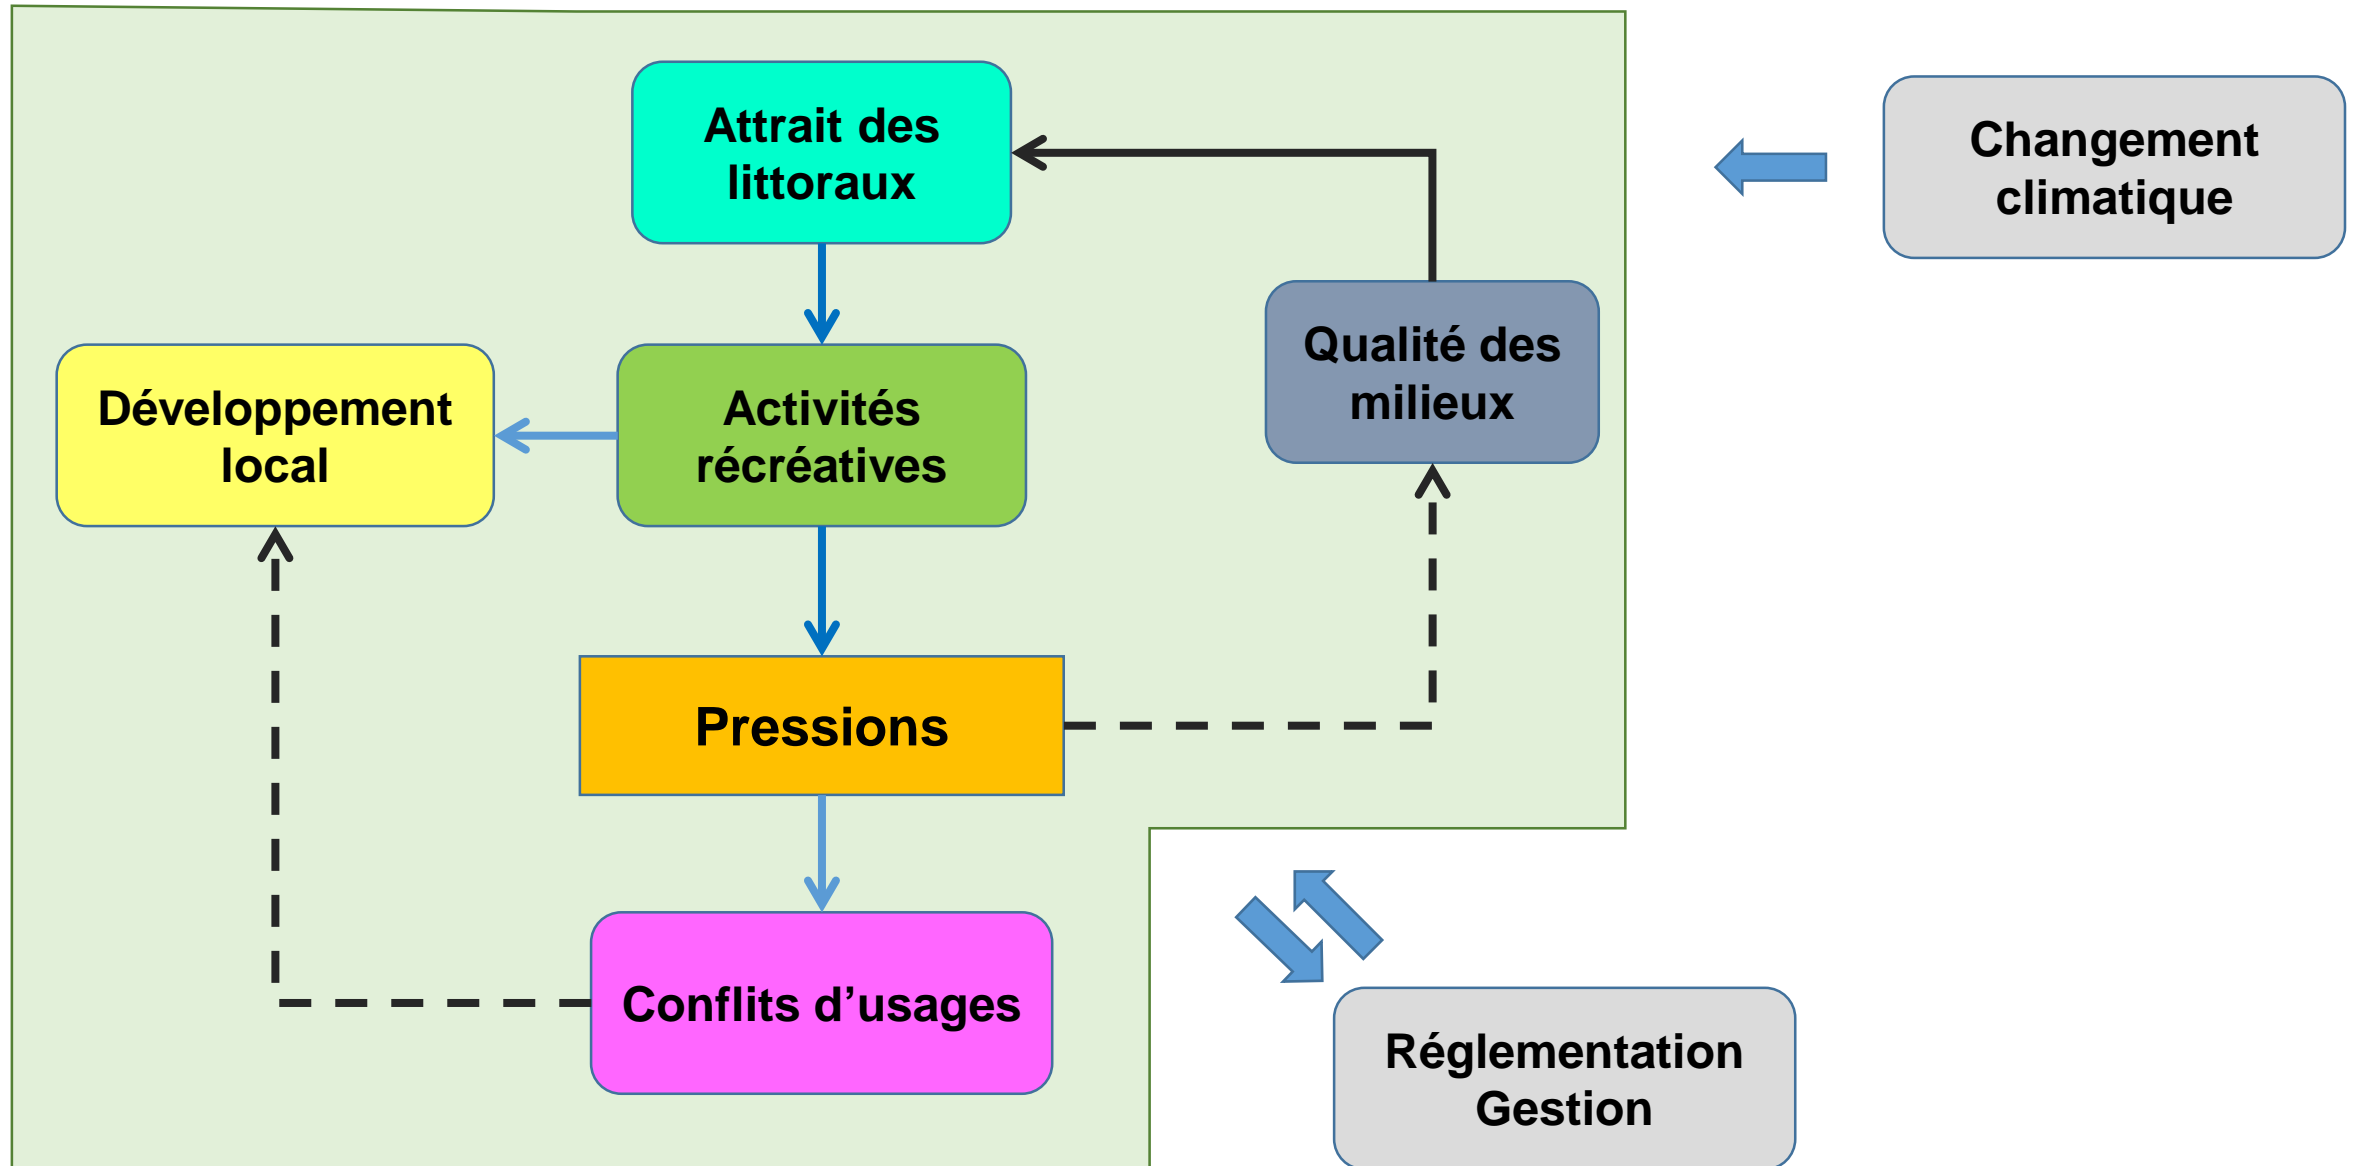 Attrait des
littoraux
Changement
climatique
Qualité des
milieux
Développement
local
Activités
récréatives
Pressions
Conflits d’usages
Réglementation
Gestion